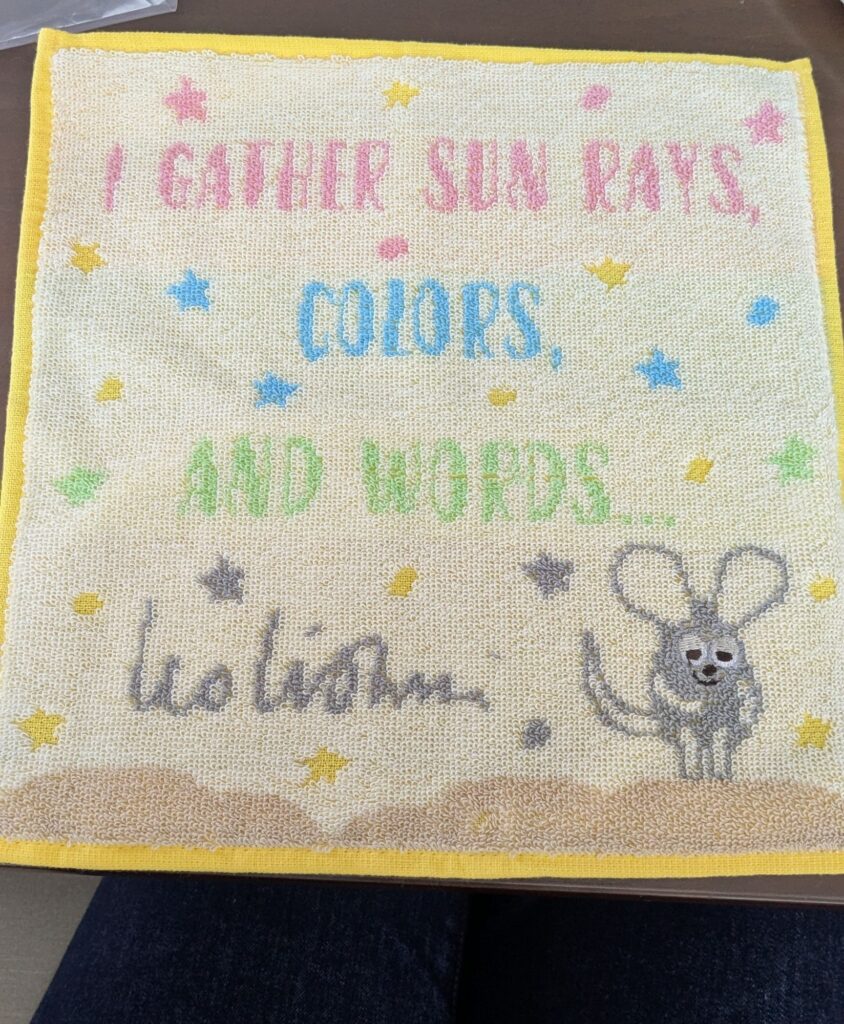 I GATHER SUN RAYS,
COLORS,
AND WORDS...
leo lionni